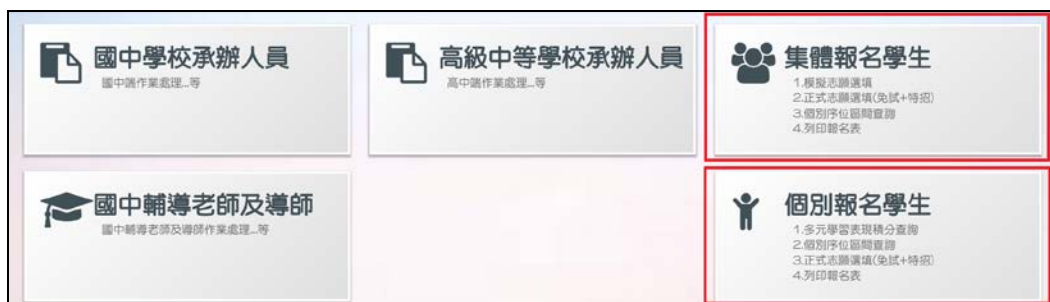 國中學校承辦人員
國中端作業處理...等
高級中等學校承辦人員
高中端作業處理...等
集體報名學生
1.模擬志願選填
2.正式志願選填(免試+特招)
3.個別序位區間查詢
4.列印報名表
國中輔導老師及導師
國中輔導老師及導師作業處理...等
個別報名學生
1.多元學習表現積分查詢
2.個別序位區間查詢
3.正式志願選填(免試+特招)
4.列印報名表